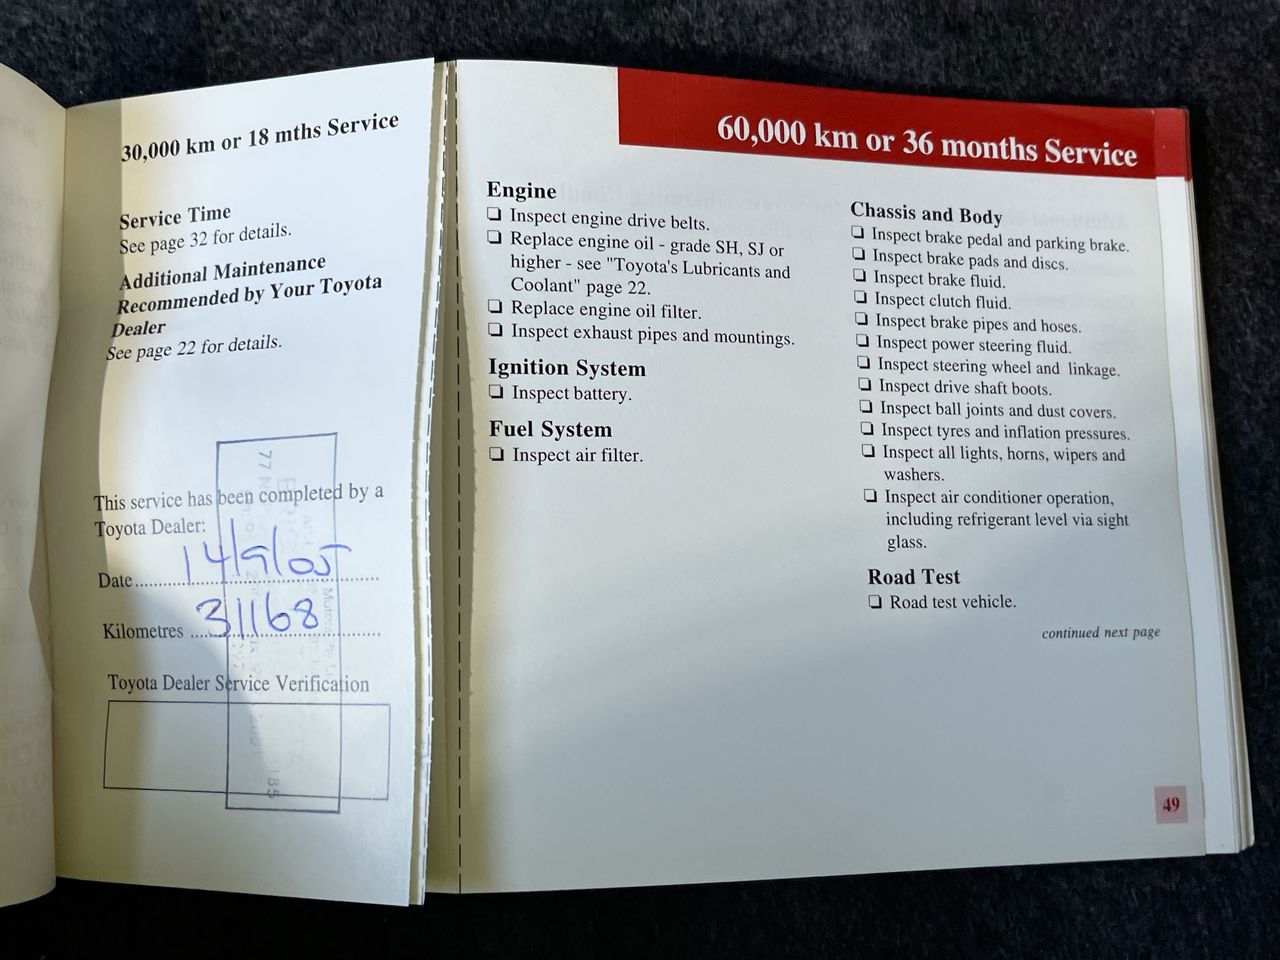 30,000 km or 18 mths Service
Service Time
See page 32 for details.
Additional Maintenance
Recommended by Your Toyota
Dealer
See page 22 for details.
This service has been completed by a
Toyota Dealer:
Date 14/9/05
Kilometres 31168
Toyota Dealer Service Verification
60,000 km or 36 months Service
Engine
❏ Inspect engine drive belts.
❏ Replace engine oil - grade SH, SJ or
higher - see "Toyota's Lubricants and
Coolant" page 22.
❏ Replace engine oil filter.
❏ Inspect exhaust pipes and mountings.
Ignition System
❏ Inspect battery.
Fuel System
❏ Inspect air filter.
Chassis and Body
❏ Inspect brake pedal and parking brake.
❏ Inspect brake pads and discs.
❏ Inspect brake fluid.
❏ Inspect clutch fluid.
❏ Inspect brake pipes and hoses.
❏ Inspect power steering fluid.
❏ Inspect steering wheel and linkage.
❏ Inspect drive shaft boots.
❏ Inspect ball joints and dust covers.
❏ Inspect tyres and inflation pressures.
❏ Inspect all lights, horns, wipers and
washers.
❏ Inspect air conditioner operation,
including refrigerant level via sight
glass.
Road Test
❏ Road test vehicle.
continued next page
49